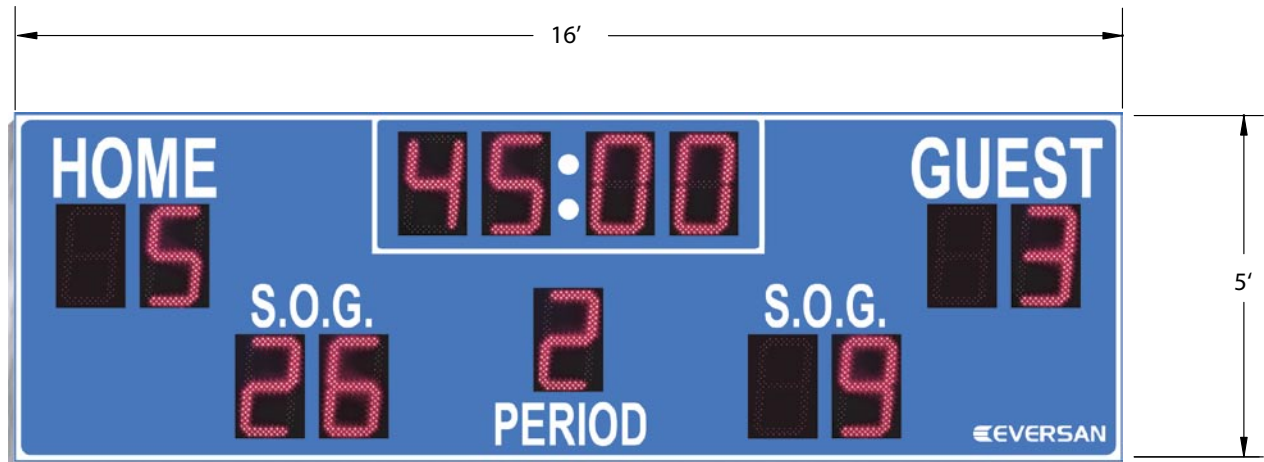 16'
HOME
45:00
GUEST
5
3
5'
S.O.G.
S.O.G.
26
2
9
PERIOD
EVERSAN